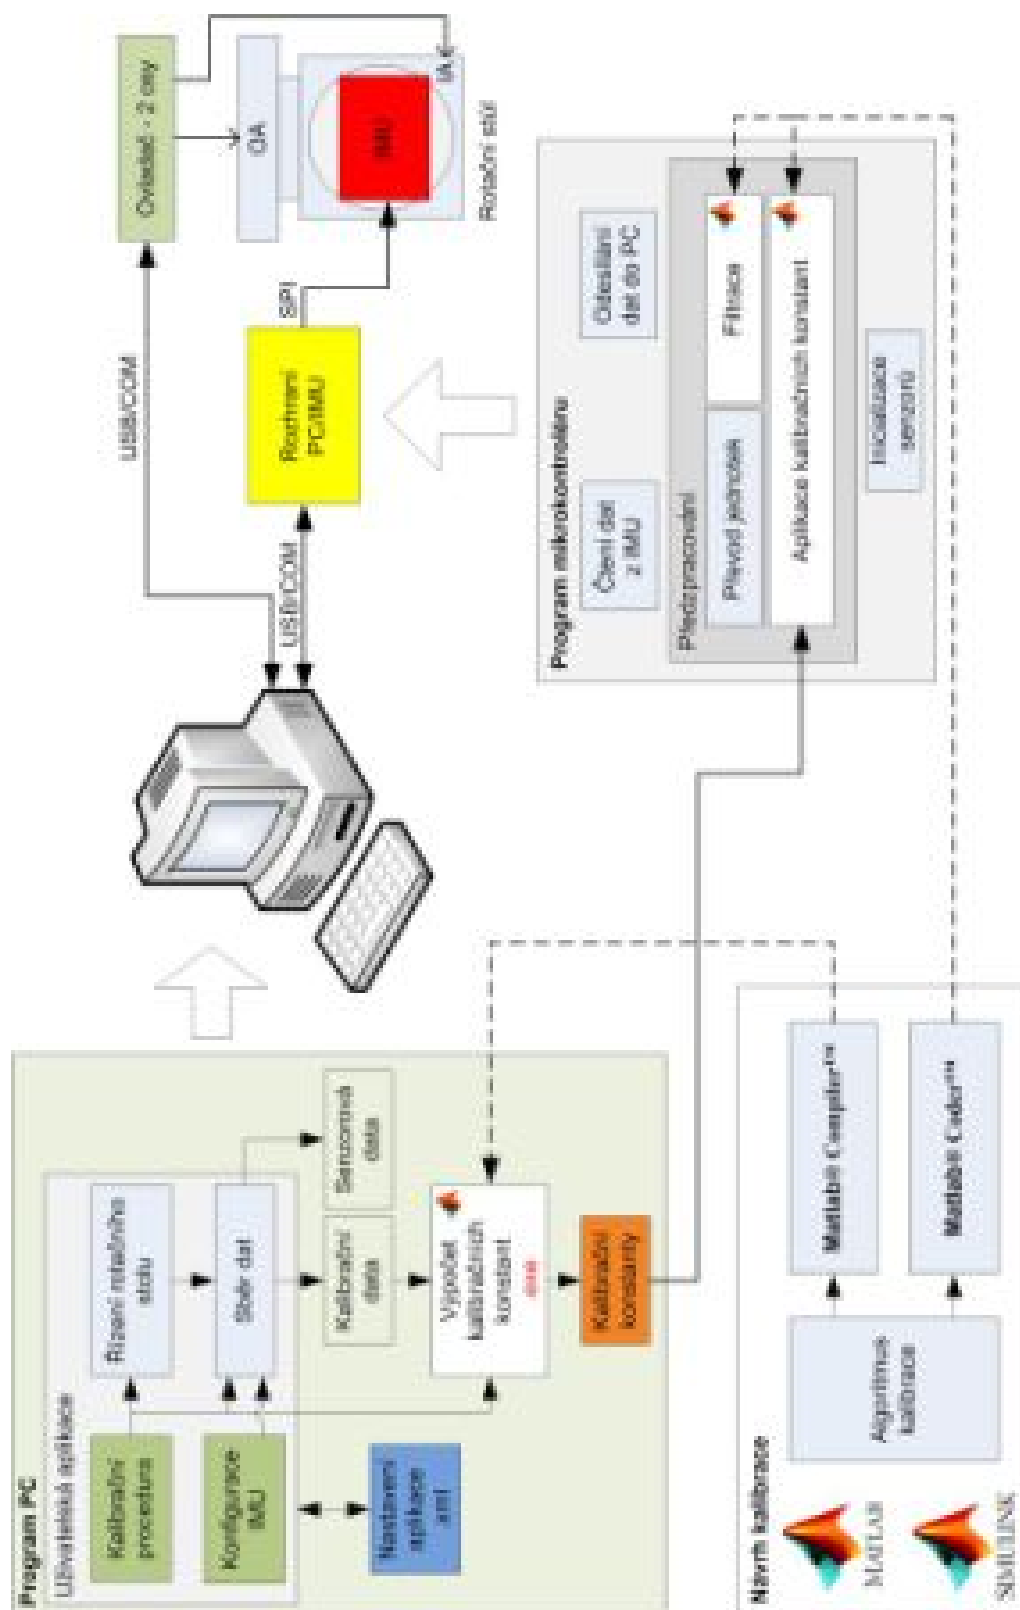 Program PC
Uživatelská aplikace
Kalibrační
procedura
Řízení rotačního
stolu
Konfigurace
IMU
Sběr dat
Nastavení
aplikace
.xml
Kalibrační
data
Senzorová
data
Výpočet
kalibračních
konstant
Kalibrační
konstanty
USB/COM
USB/COM
Rozhraní
PC/IMU
SPI
Ovladač - 2 osy
OA
IMU
IA
Rotační stůl
Program mikrokontroléru
Čtení dat
z IMU
Odesílání
dat do PC
Předzpracování
Převod jednotek
Filtrace
Aplikace kalibračních konstant
Inicializace
senzorů
Návrh kalibrace
MATLAB
SIMULINK
Algoritmus
kalibrace
Matlab® Compiler™
Matlab® Coder™